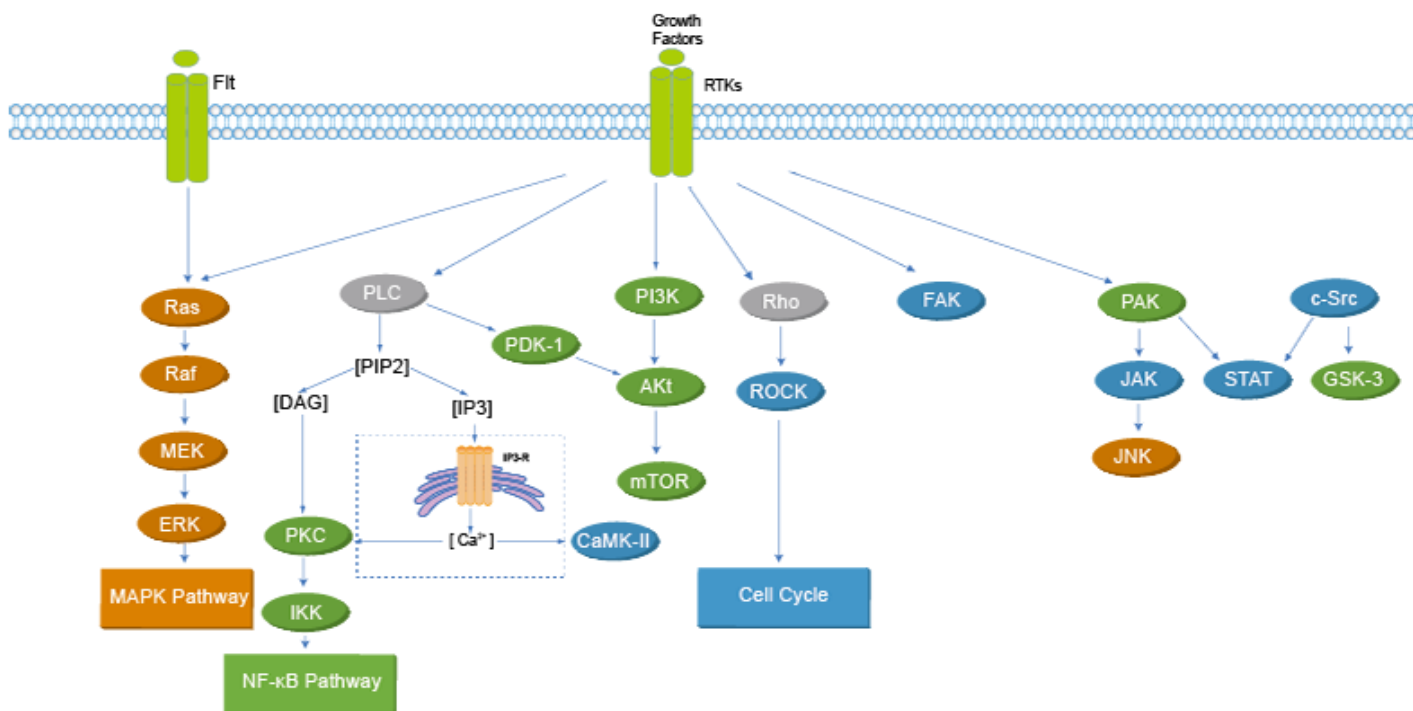 Growth
Factors
Flt
RTKs
Ras
PLC
PI3K
Rho
FAK
PAK
c-Src
PDK-1
Raf
[PIP2]
AKt
ROCK
JAK
STAT
GSK-3
[DAG]
[IP3]
MEK
IP3-R
JNK
mTOR
ERK
PKC
[ Ca²⁺ ]
CaMK-II
MAPK Pathway
IKK
Cell Cycle
NF-κB Pathway